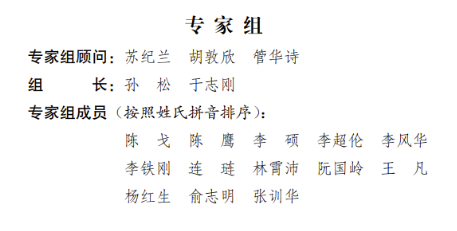 专家组
专家组顾问：苏纪兰　胡敦欣　管华诗
组　　长：孙　松　于志刚
专家组成员（按照姓氏拼音排序）：
陈　戈　陈　鹰　李　硕　李超伦　李风华
李铁刚　连　琏　林霄沛　阮国岭　王　凡
杨红生　俞志明　张训华